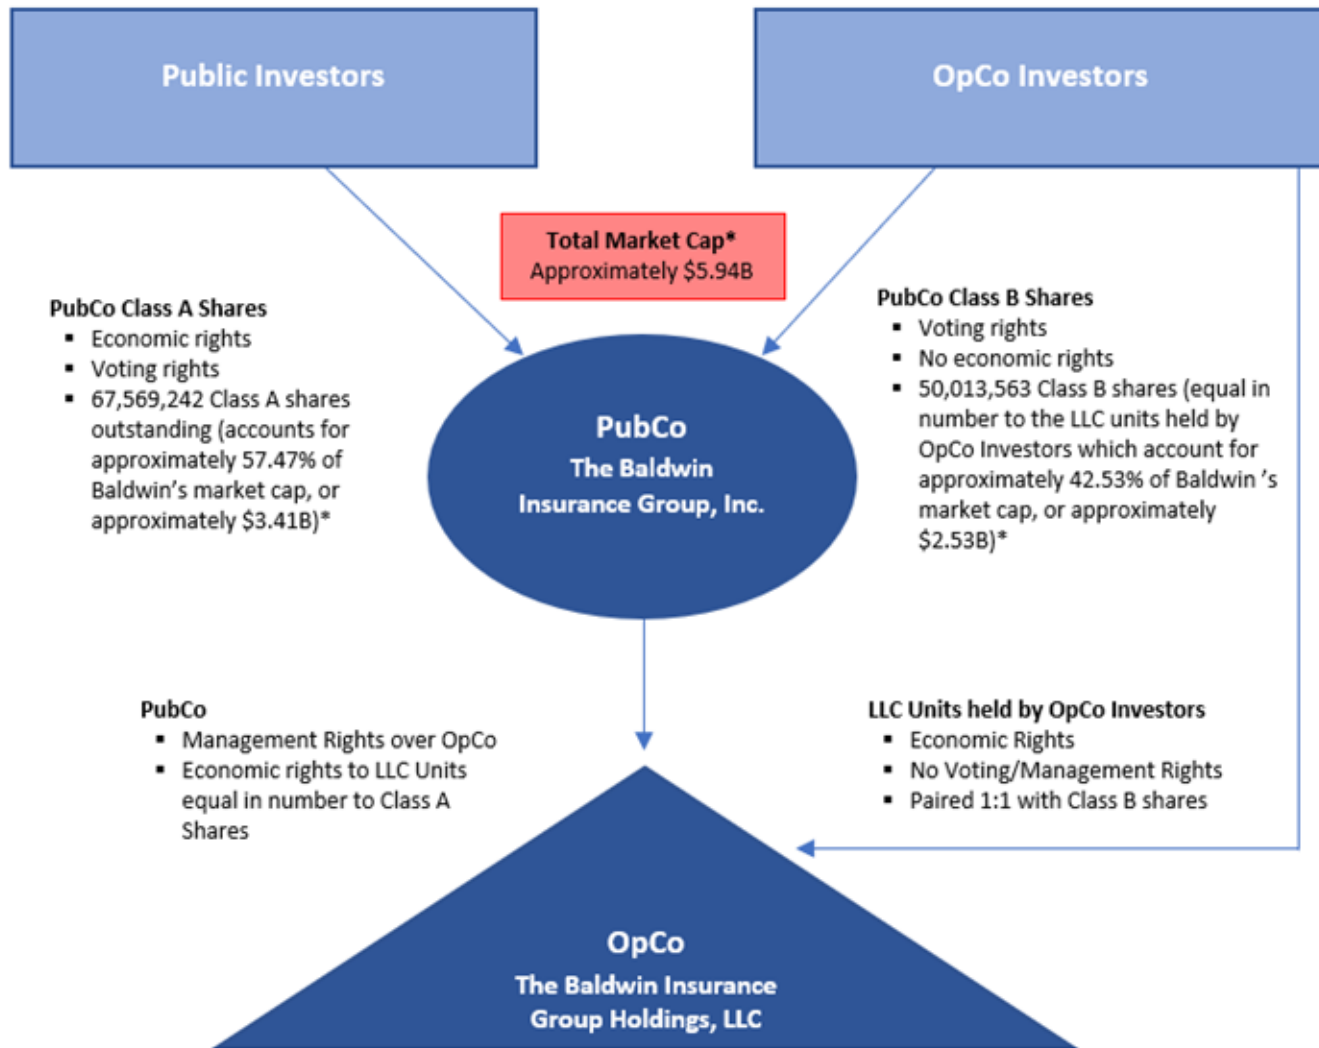 Public Investors
OpCo Investors
Total Market Cap*
Approximately $5.94B
PubCo Class A Shares
▪ Economic rights
▪ Voting rights
▪ 67,569,242 Class A shares
outstanding (accounts for
approximately 57.47% of
Baldwin's market cap, or
approximately $3.41B)*
PubCo Class B Shares
▪ Voting rights
▪ No economic rights
▪ 50,013,563 Class B shares (equal in
number to the LLC units held by
OpCo Investors which account for
approximately 42.53% of Baldwin 's
market cap, or approximately
$2.53B)*
PubCo
The Baldwin
Insurance Group, Inc.
PubCo
▪ Management Rights over OpCo
▪ Economic rights to LLC Units
equal in number to Class A
Shares
LLC Units held by OpCo Investors
▪ Economic Rights
▪ No Voting/Management Rights
▪ Paired 1:1 with Class B shares
OpCo
The Baldwin Insurance
Group Holdings, LLC